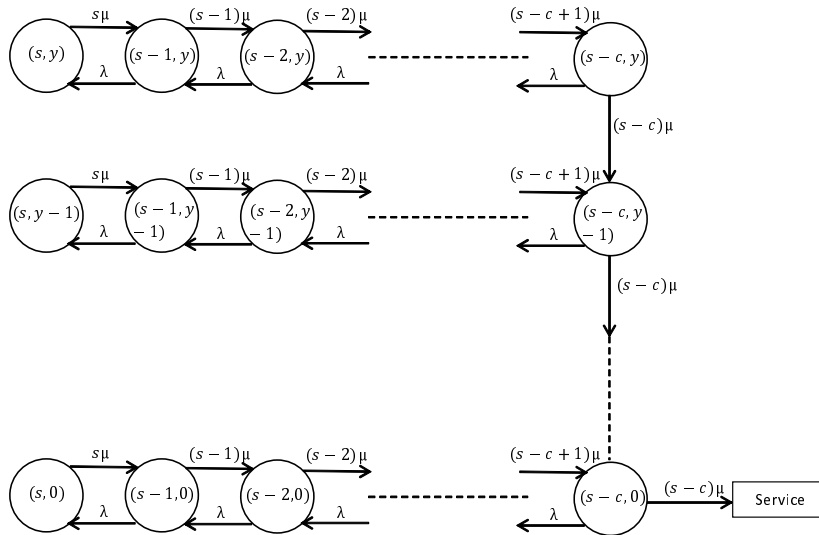 sμ (s − 1)μ (s − 2)μ (s − c + 1)μ
(s, y) (s − 1, y) (s − 2, y) (s − c, y)
λ λ λ λ
(s − c)μ
sμ (s − 1)μ (s − 2)μ (s − c + 1)μ
(s, y − 1) (s − 1, y (s − 2, y (s − c, y
− 1) − 1) − 1)
λ λ λ λ
(s − c)μ
sμ (s − 1)μ (s − 2)μ (s − c + 1)μ
(s, 0) (s − 1,0) (s − 2,0) (s − c, 0) (s − c)μ Service
λ λ λ λ